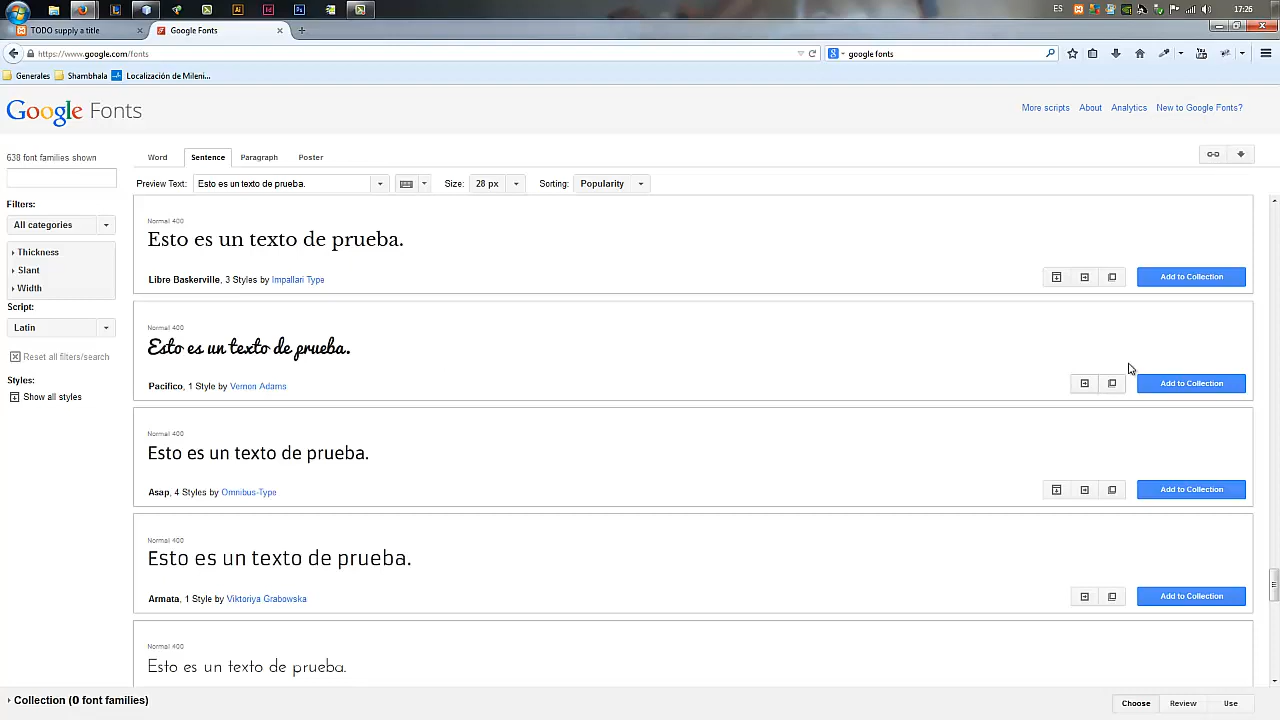 ES
17:26
TODO supply a title
Google Fonts
https://www.google.com/fonts
google fonts
Generales
Shambhala
Localización de Mileni...
Google Fonts
More scripts
About
Analytics
New to Google Fonts?
638 font families shown
Word
Sentence
Paragraph
Poster
Preview Text:
Esto es un texto de prueba.
Size:
28 px
Sorting:
Popularity
Filters:
All categories
Thickness
Slant
Width
Script:
Latin
Reset all filters/search
Styles:
Show all styles
Normal 400
Esto es un texto de prueba.
Libre Baskerville, 3 Styles by Impallari Type
Add to Collection
Normal 400
Esto es un texto de prueba.
Pacifico, 1 Style by Vernon Adams
Add to Collection
Normal 400
Esto es un texto de prueba.
Asap, 4 Styles by Omnibus-Type
Add to Collection
Normal 400
Esto es un texto de prueba.
Armata, 1 Style by Viktoriya Grabowska
Add to Collection
Normal 400
Esto es un texto de prueba.
Collection (0 font families)
Choose
Review
Use